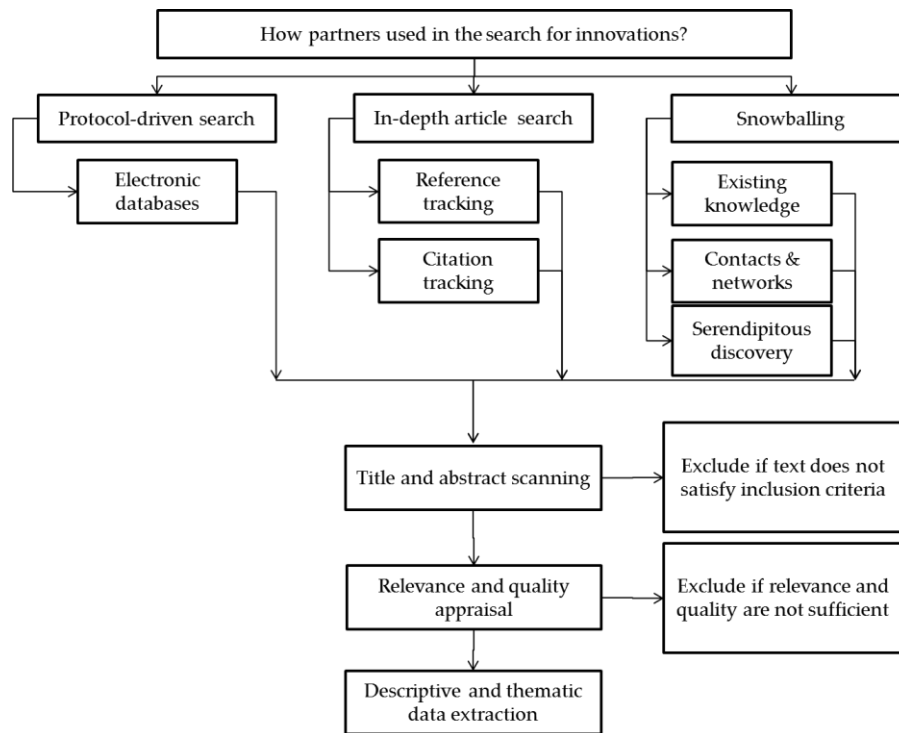 How partners used in the search for innovations?
Protocol-driven search
In-depth article search
Snowballing
Electronic
databases
Reference
tracking
Existing
knowledge
Citation
tracking
Contacts &
networks
Serendipitous
discovery
Title and abstract scanning
Exclude if text does not
satisfy inclusion criteria
Relevance and quality
appraisal
Exclude if relevance and
quality are not sufficient
Descriptive and thematic
data extraction